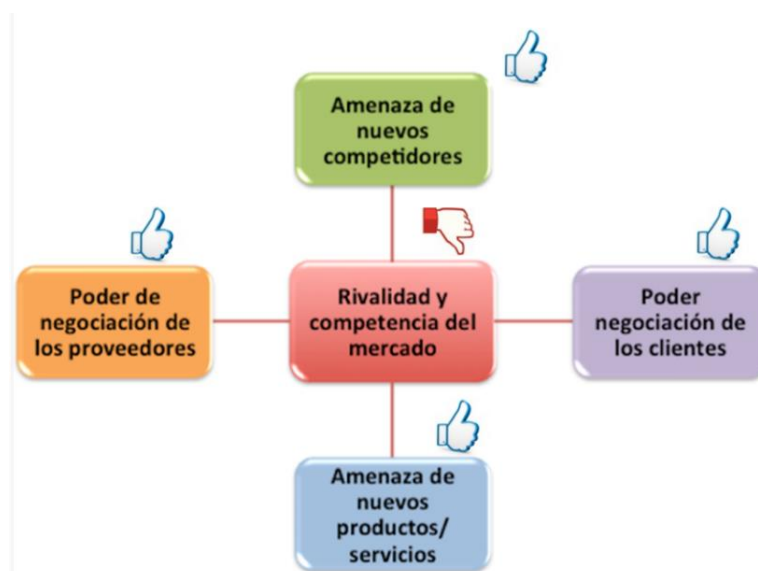 Amenaza de
nuevos
competidores
Poder de
negociación de
los proveedores
Rivalidad y
competencia del
mercado
Poder
negociación de
los clientes
Amenaza de
nuevos
productos/
servicios